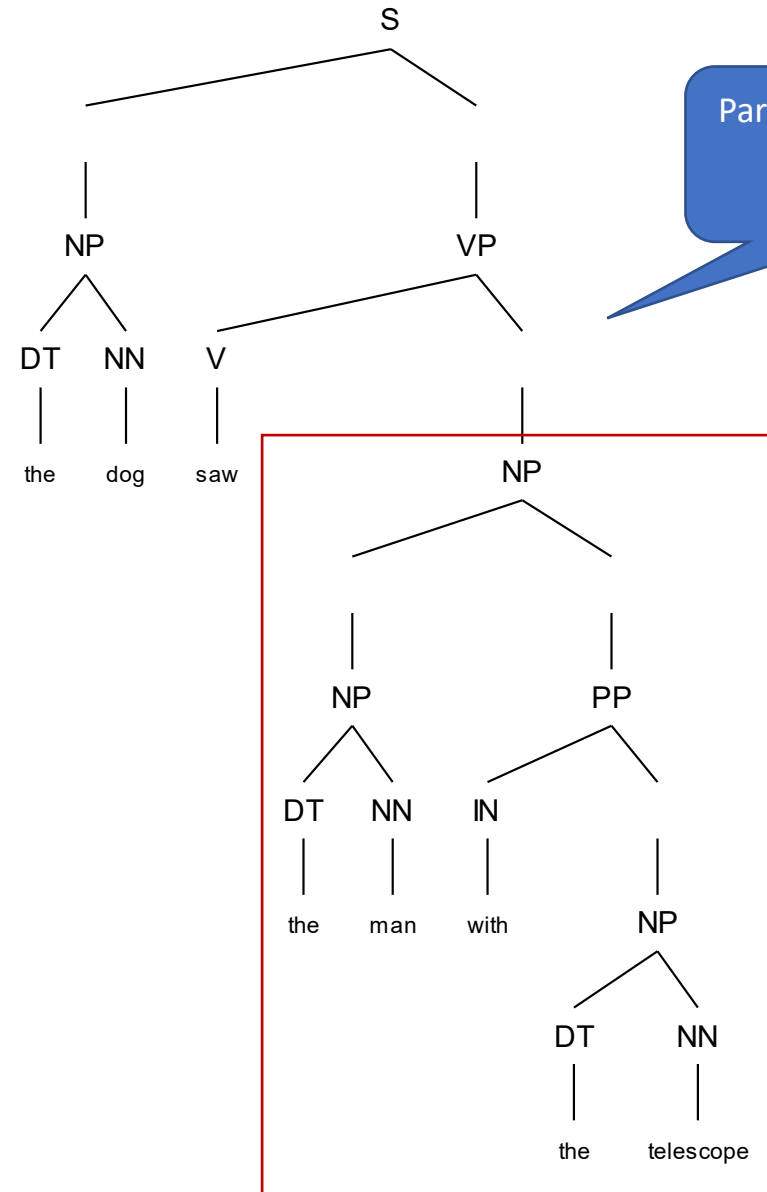 S
Par
NP VP
DT NN V
the dog saw
NP
NP PP
DT NN IN
the man with
NP
DT NN
the telescope